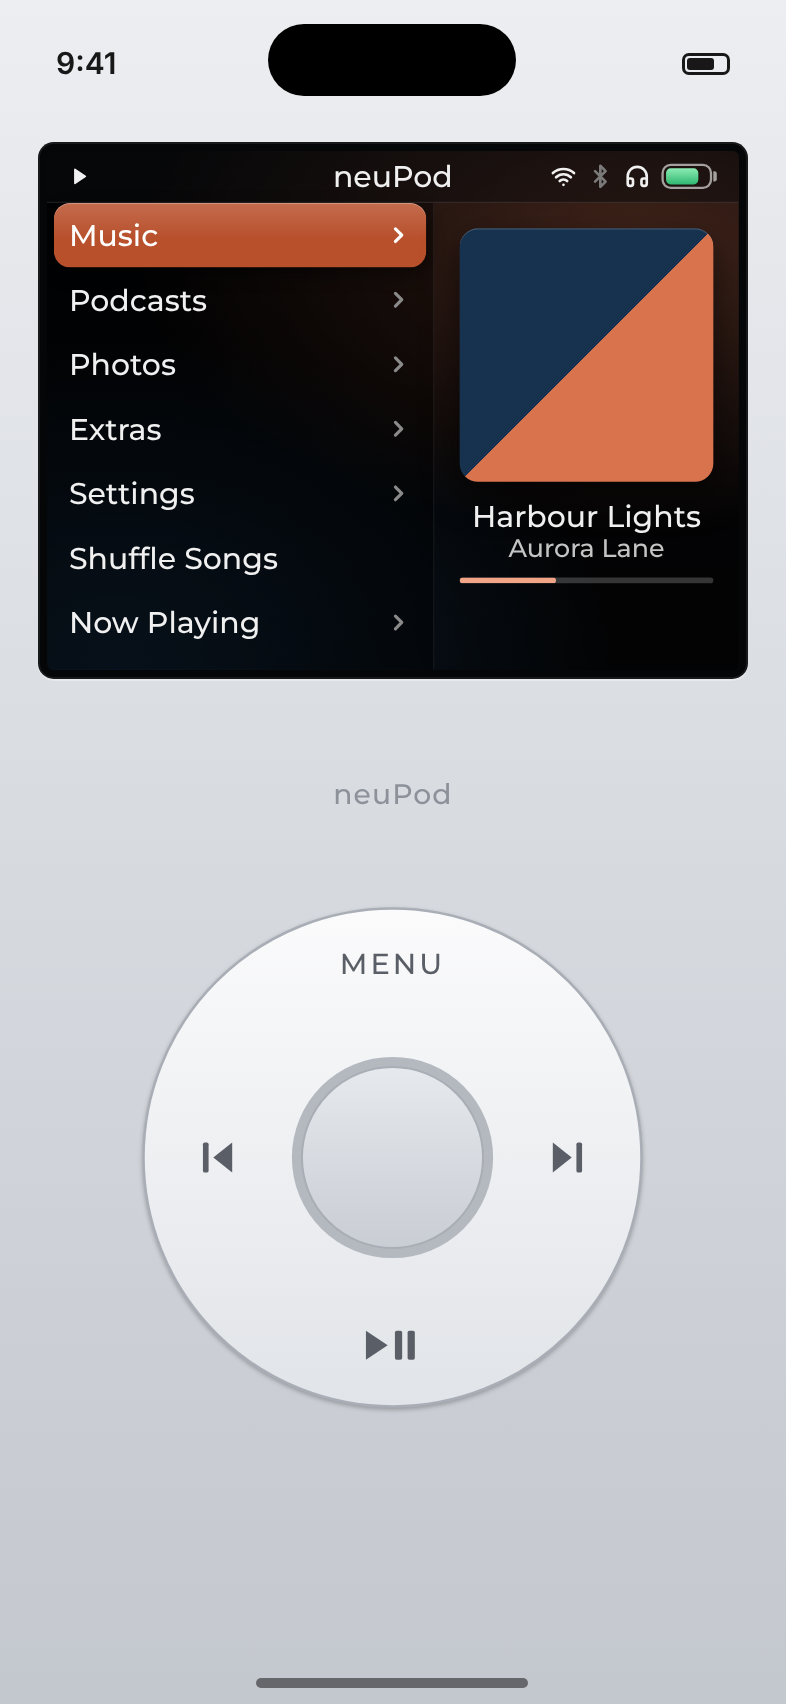 9:41
neuPod
Music
Podcasts
Photos
Extras
Settings
Shuffle Songs
Now Playing
Harbour Lights
Aurora Lane
neuPod
MENU